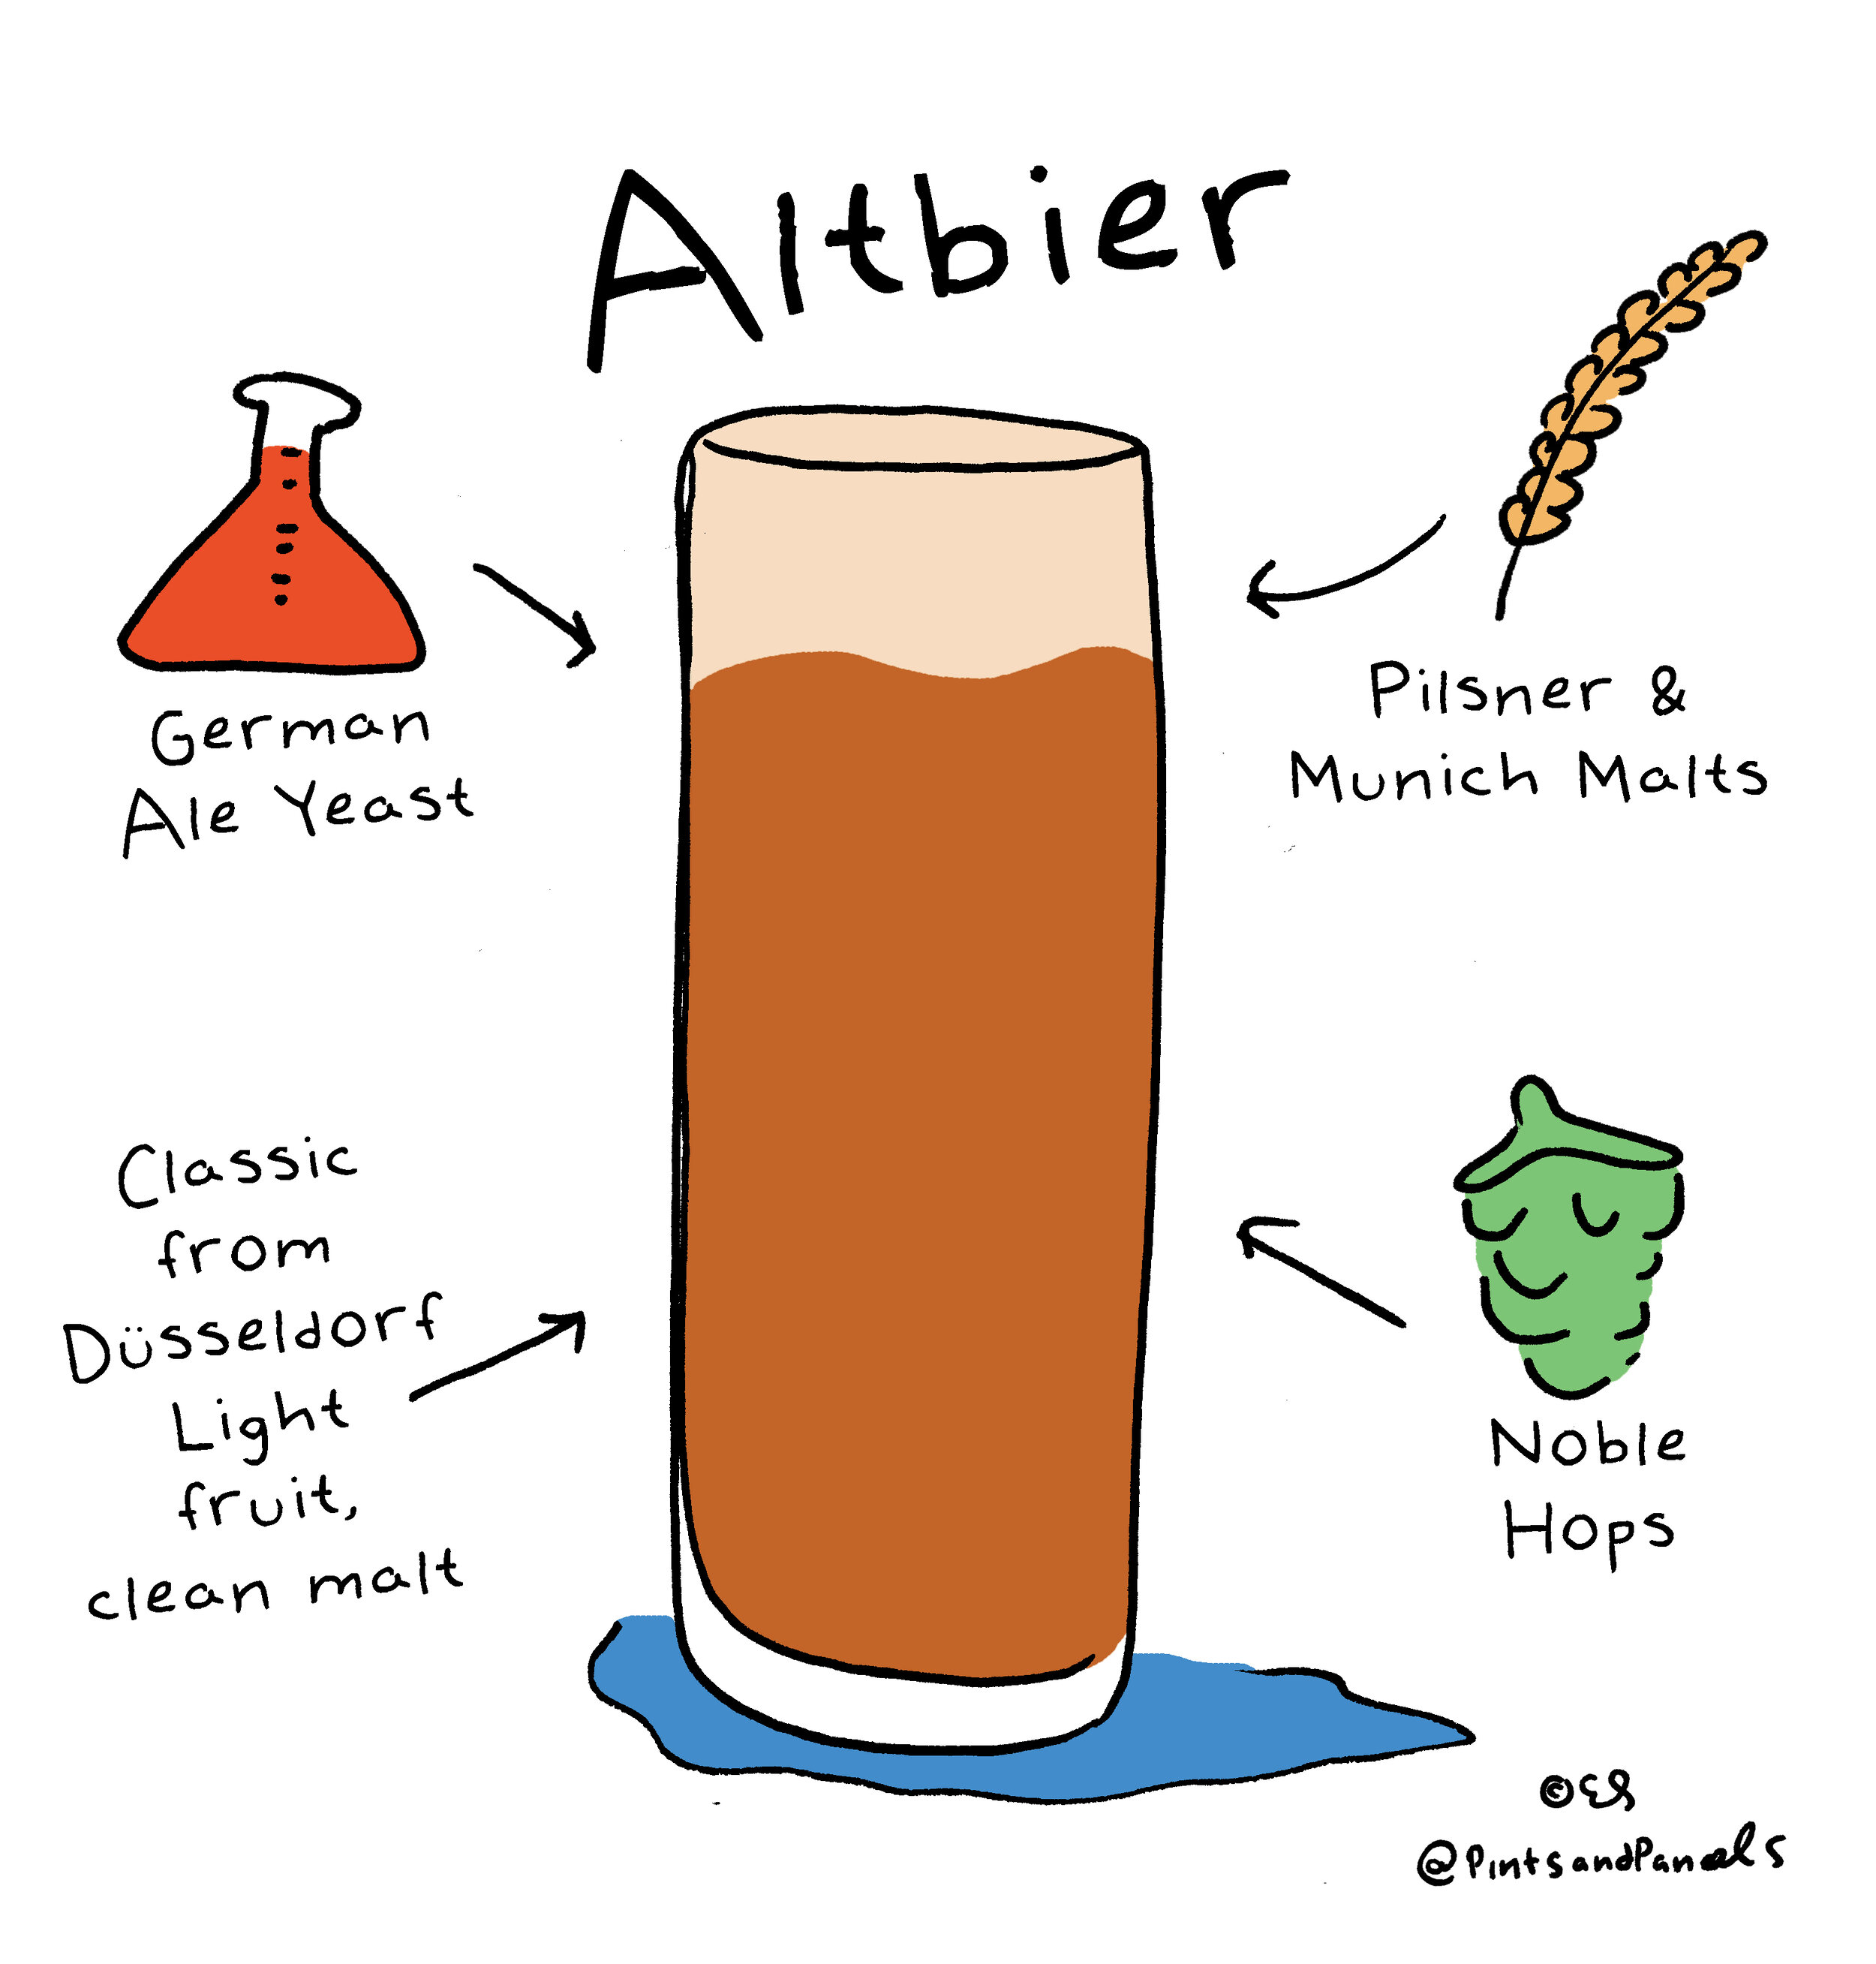 Altbier
German
Ale Yeast
Pilsner &
Munich Malts
Classic
from
Düsseldorf
Light
fruit,
clean malt
Noble
Hops
©ES
@PintsandPanels